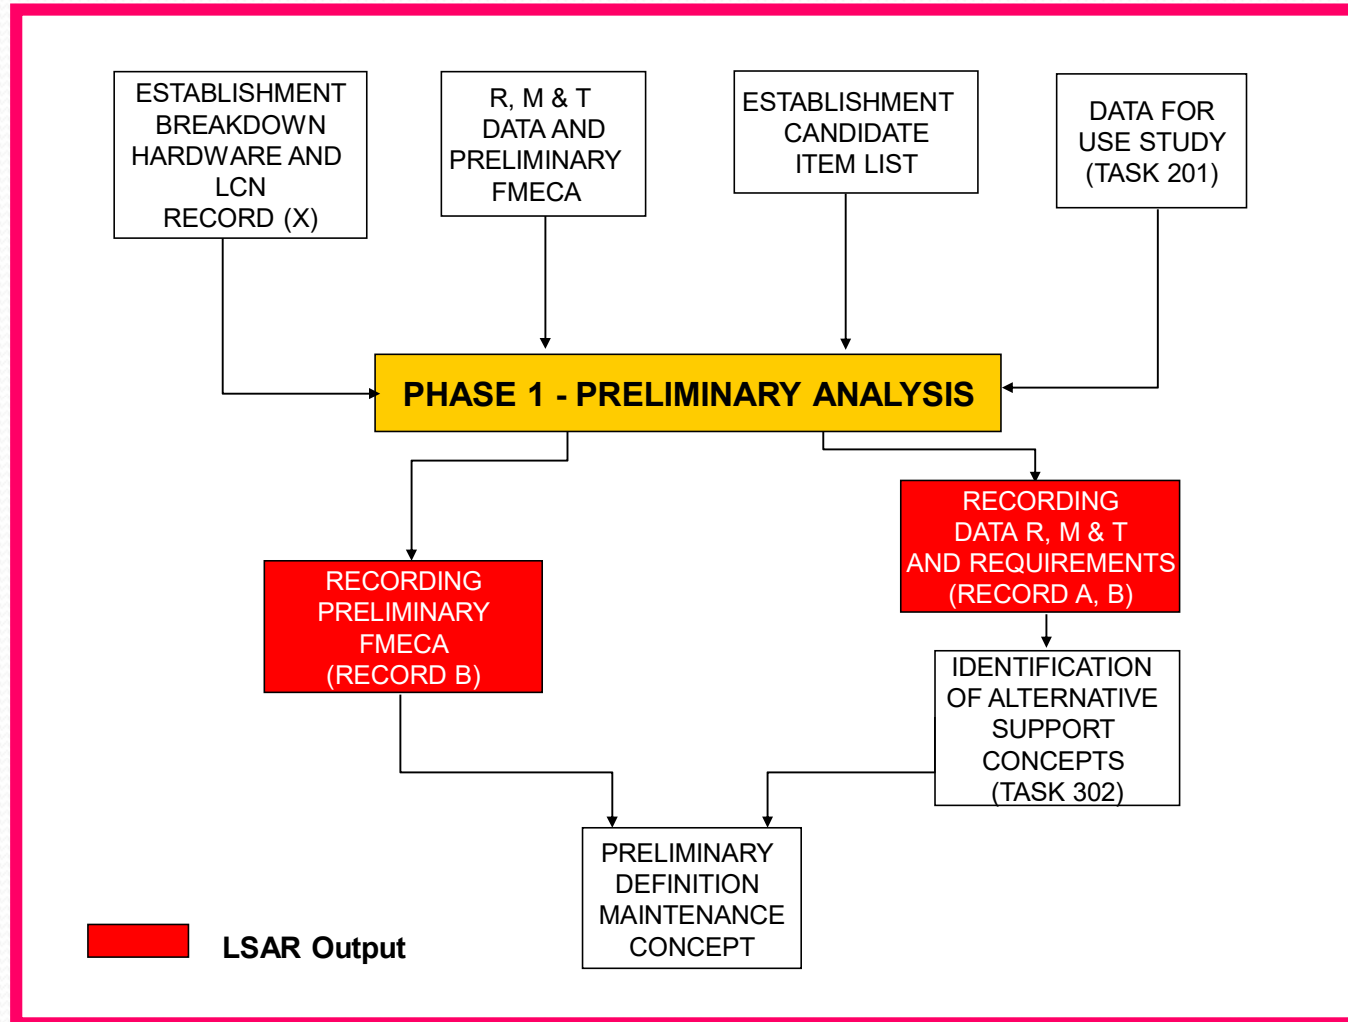 ESTABLISHMENT
BREAKDOWN
HARDWARE AND
LCN
RECORD (X)
R, M & T
DATA AND
PRELIMINARY
FMECA
ESTABLISHMENT
CANDIDATE
ITEM LIST
DATA FOR
USE STUDY
(TASK 201)
PHASE 1 - PRELIMINARY ANALYSIS
RECORDING
PRELIMINARY
FMECA
(RECORD B)
RECORDING
DATA R, M & T
AND REQUIREMENTS
(RECORD A, B)
IDENTIFICATION
OF ALTERNATIVE
SUPPORT
CONCEPTS
(TASK 302)
PRELIMINARY
DEFINITION
MAINTENANCE
CONCEPT
LSAR Output